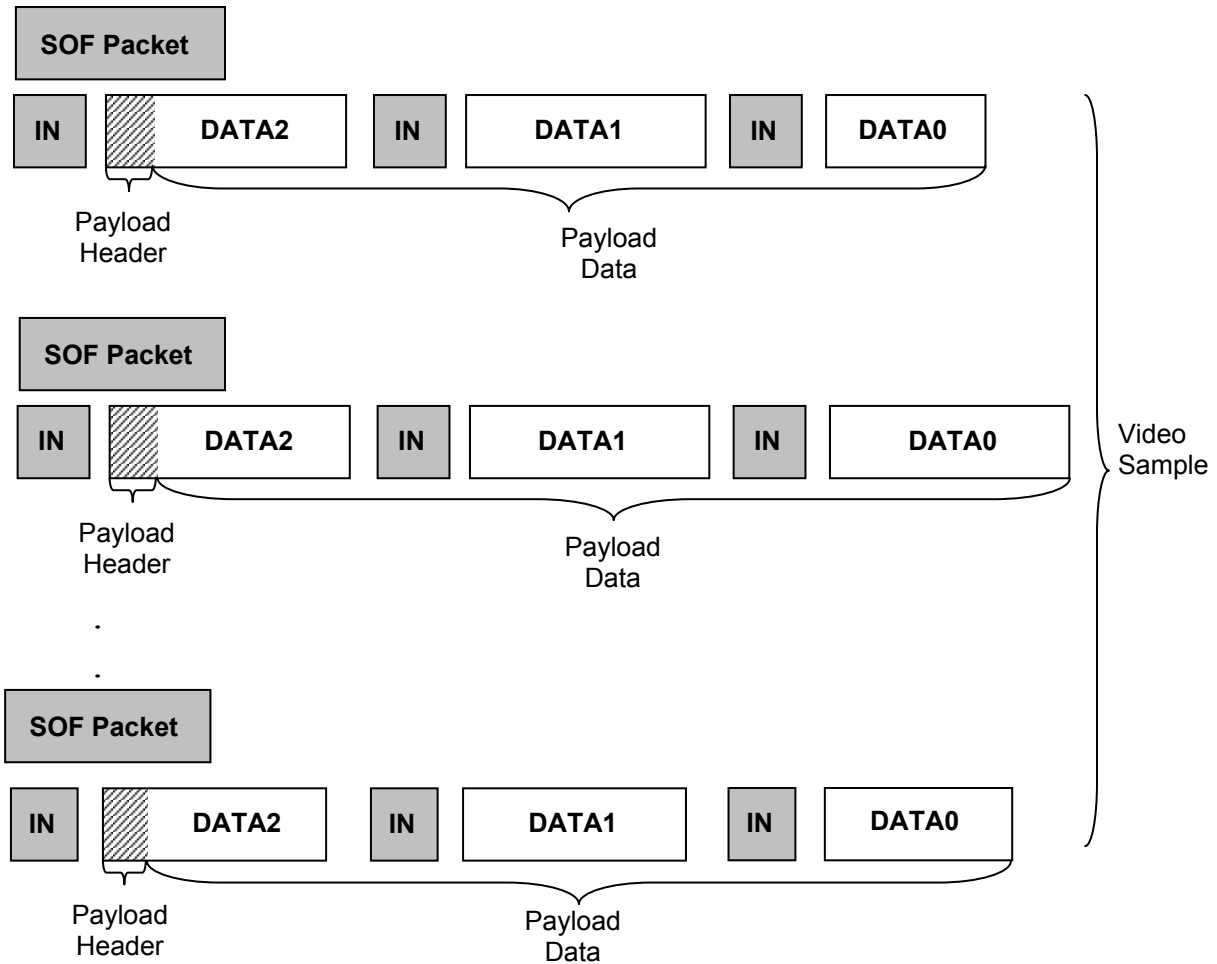 SOF Packet
IN DATA2 IN DATA1 IN DATA0
Payload
Header
Payload
Data
SOF Packet
IN DATA2 IN DATA1 IN DATA0
Payload
Header
Payload
Data
Video
Sample
.
.
SOF Packet
IN DATA2 IN DATA1 IN DATA0
Payload
Header
Payload
Data